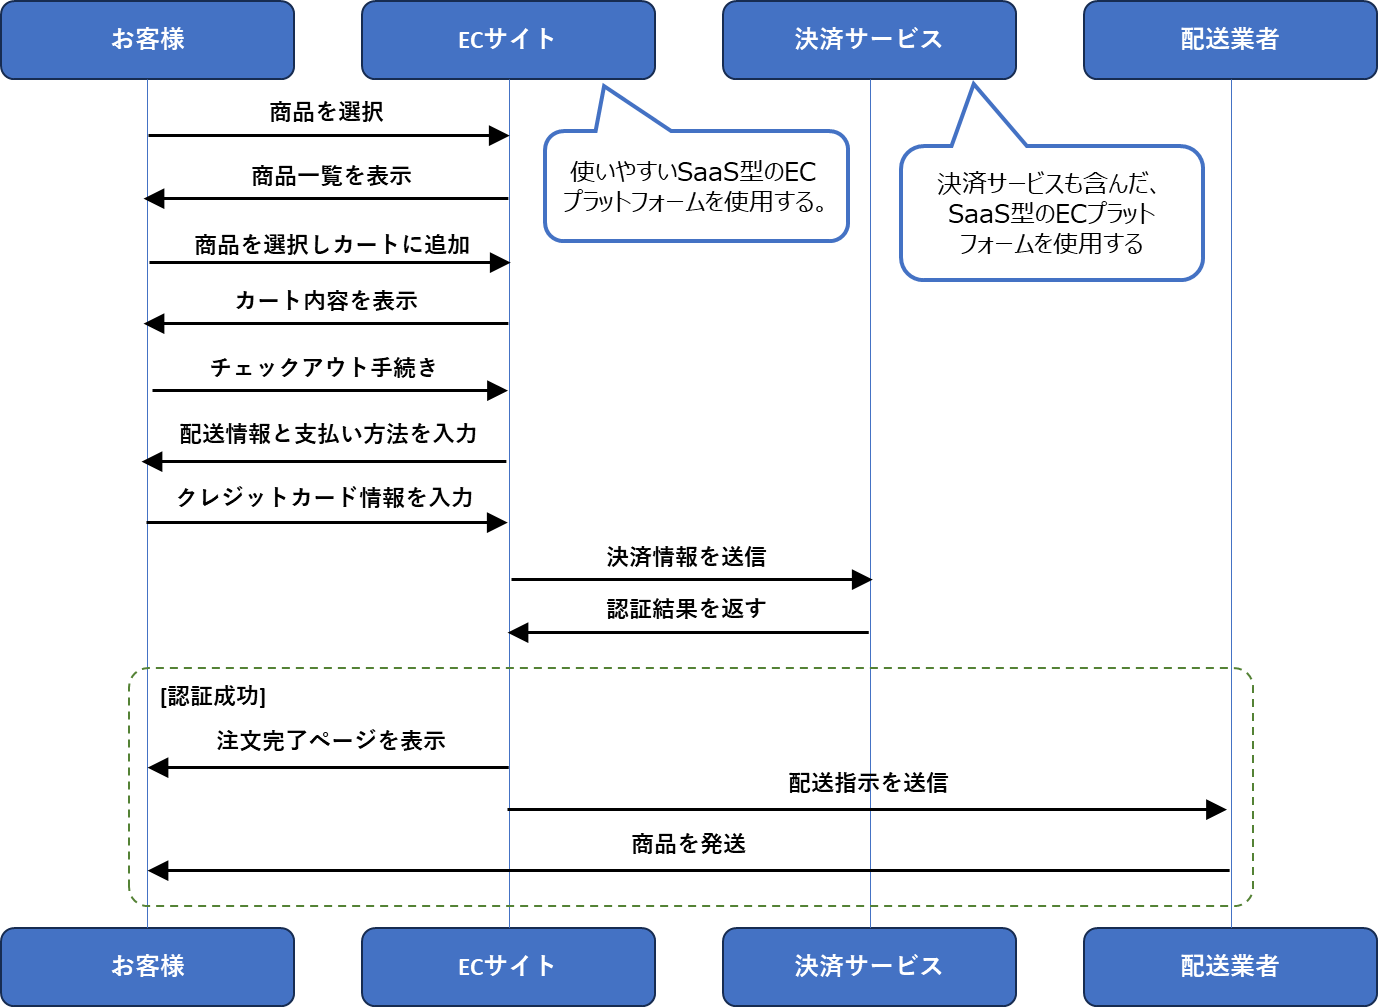 お客様
ECサイト
決済サービス
配送業者
商品を選択
商品一覧を表示
使いやすいSaaS型のEC
プラットフォームを使用する。
決済サービスも含んだ、
SaaS型のECプラット
フォームを使用する
商品を選択しカートに追加
カート内容を表示
チェックアウト手続き
配送情報と支払い方法を入力
クレジットカード情報を入力
決済情報を送信
認証結果を返す
[認証成功]
注文完了ページを表示
配送指示を送信
商品を発送
お客様
ECサイト
決済サービス
配送業者